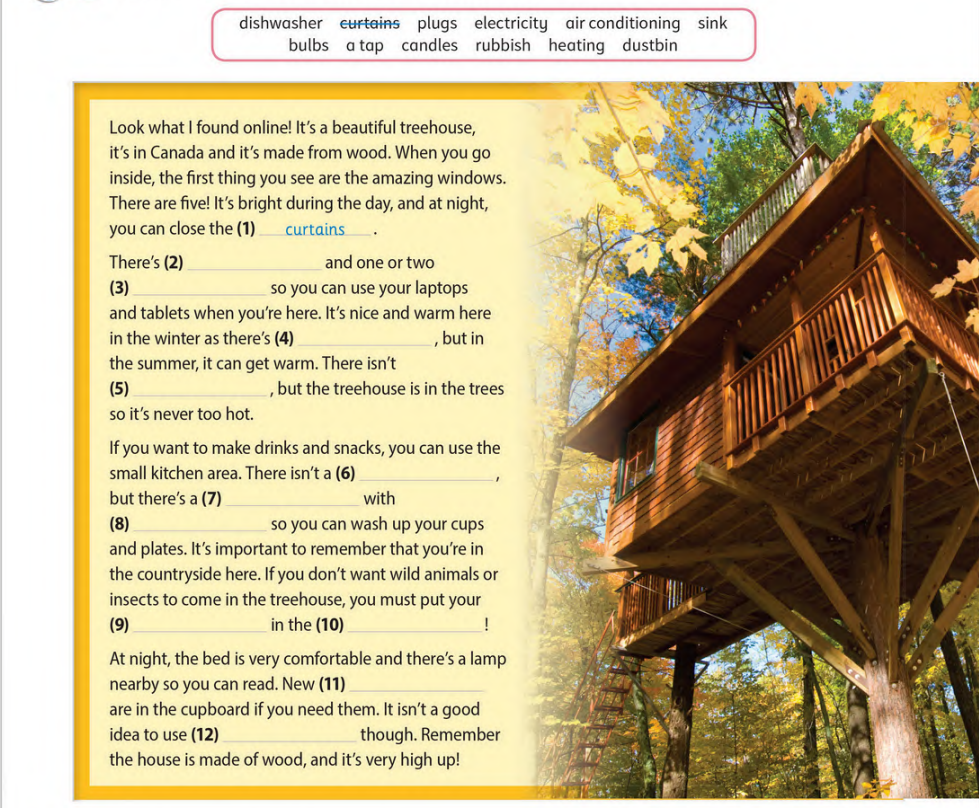 dishwasher curtains plugs electricity air conditioning sink
bulbs a tap candles rubbish heating dustbin
Look what I found online! It's a beautiful treehouse,
it's in Canada and it's made from wood. When you go
inside, the first thing you see are the amazing windows.
There are five! It's bright during the day, and at night,
you can close the (1) curtains .
There's (2) ____________ and one or two
(3) ____________ so you can use your laptops
and tablets when you're here. It's nice and warm here
in the winter as there's (4) ____________ , but in
the summer, it can get warm. There isn't
(5) ____________ , but the treehouse is in the trees
so it's never too hot.
If you want to make drinks and snacks, you can use the
small kitchen area. There isn't a (6) ____________ ,
but there's a (7) ____________ with
(8) ____________ so you can wash up your cups
and plates. It's important to remember that you're in
the countryside here. If you don't want wild animals or
insects to come in the treehouse, you must put your
(9) ____________ in the (10) ____________ !
At night, the bed is very comfortable and there's a lamp
nearby so you can read. New (11) ____________
are in the cupboard if you need them. It isn't a good
idea to use (12) ____________ though. Remember
the house is made of wood, and it's very high up!